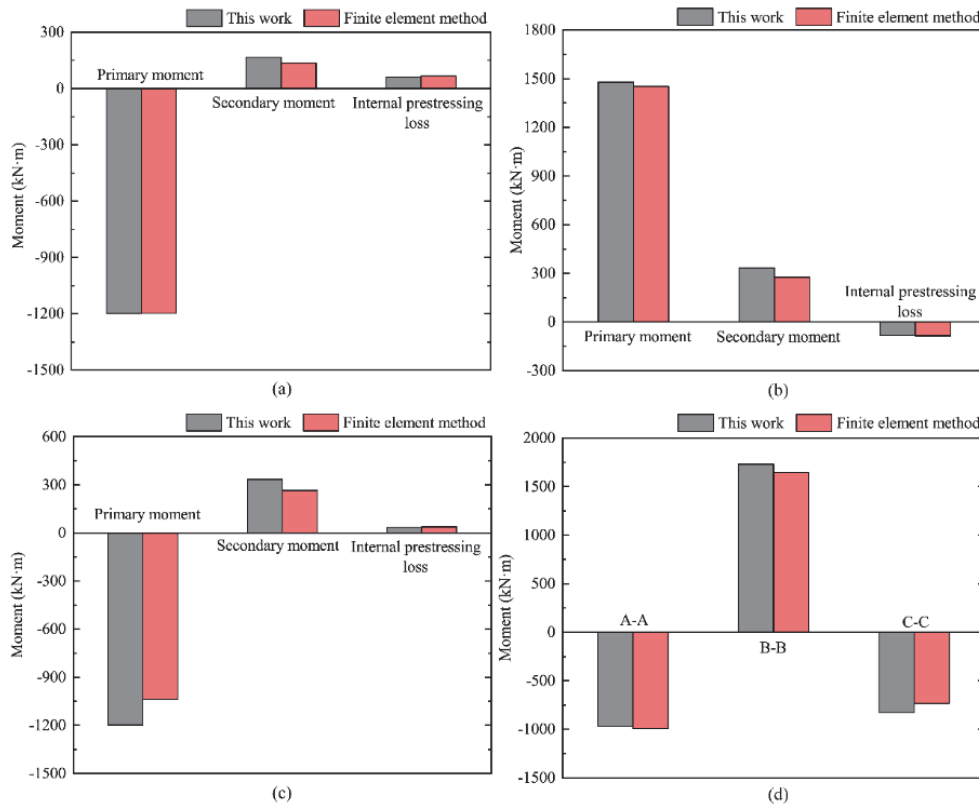 This work Finite element method
300
0
-300
-600
-900
-1200
-1500
Moment (kN·m)
Primary moment
Secondary moment
Internal prestressing
loss
(a)
This work Finite element method
1800
1500
1200
900
600
300
0
-300
Moment (kN·m)
Primary moment
Secondary moment
Internal prestressing
loss
(b)
This work Finite element method
600
300
0
-300
-600
-900
-1200
-1500
Moment (kN·m)
Primary moment
Secondary moment
Internal prestressing
loss
(c)
This work Finite element method
2000
1500
1000
500
0
-500
-1000
-1500
Moment (kN·m)
A-A
B-B
C-C
(d)